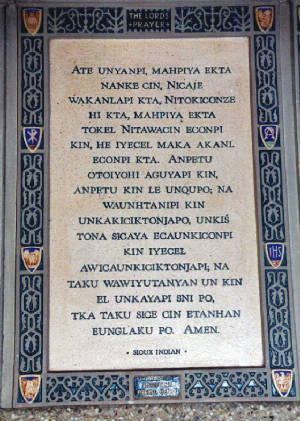 THE LORDS
PRAYER
ATE UNYANPI, MAHPIYA EKTA
NANKE CIN, NICAJE
WAKANLAPI KTA, NITOKICONZE
HI KTA, MAHPIYA EKTA
TOKEL NITAWACIN ECONPI
KIN, HE IYECEL MAKA AKANL
ECONPI KTA. ANPETU
OTOIYOHI AGUYAPI KIN,
ANPETU KIN LE UNQUPO; NA
WAUNHTANIPI KIN
UNKAKICIKTONJAPO, UNKIŚ
TONA SICAYA ECAUNKICONPI
KIN IYECEL
AWICAUNKICIKTONJAPI; NA
TAKU WAWIYUTANYAN UN KIN
EL UNKAYAPI SNI PO,
TKA TAKU SICE CIN ETANHAN
EUNGLAKU PO. AMEN.
• SIOUX INDIAN •
IHS